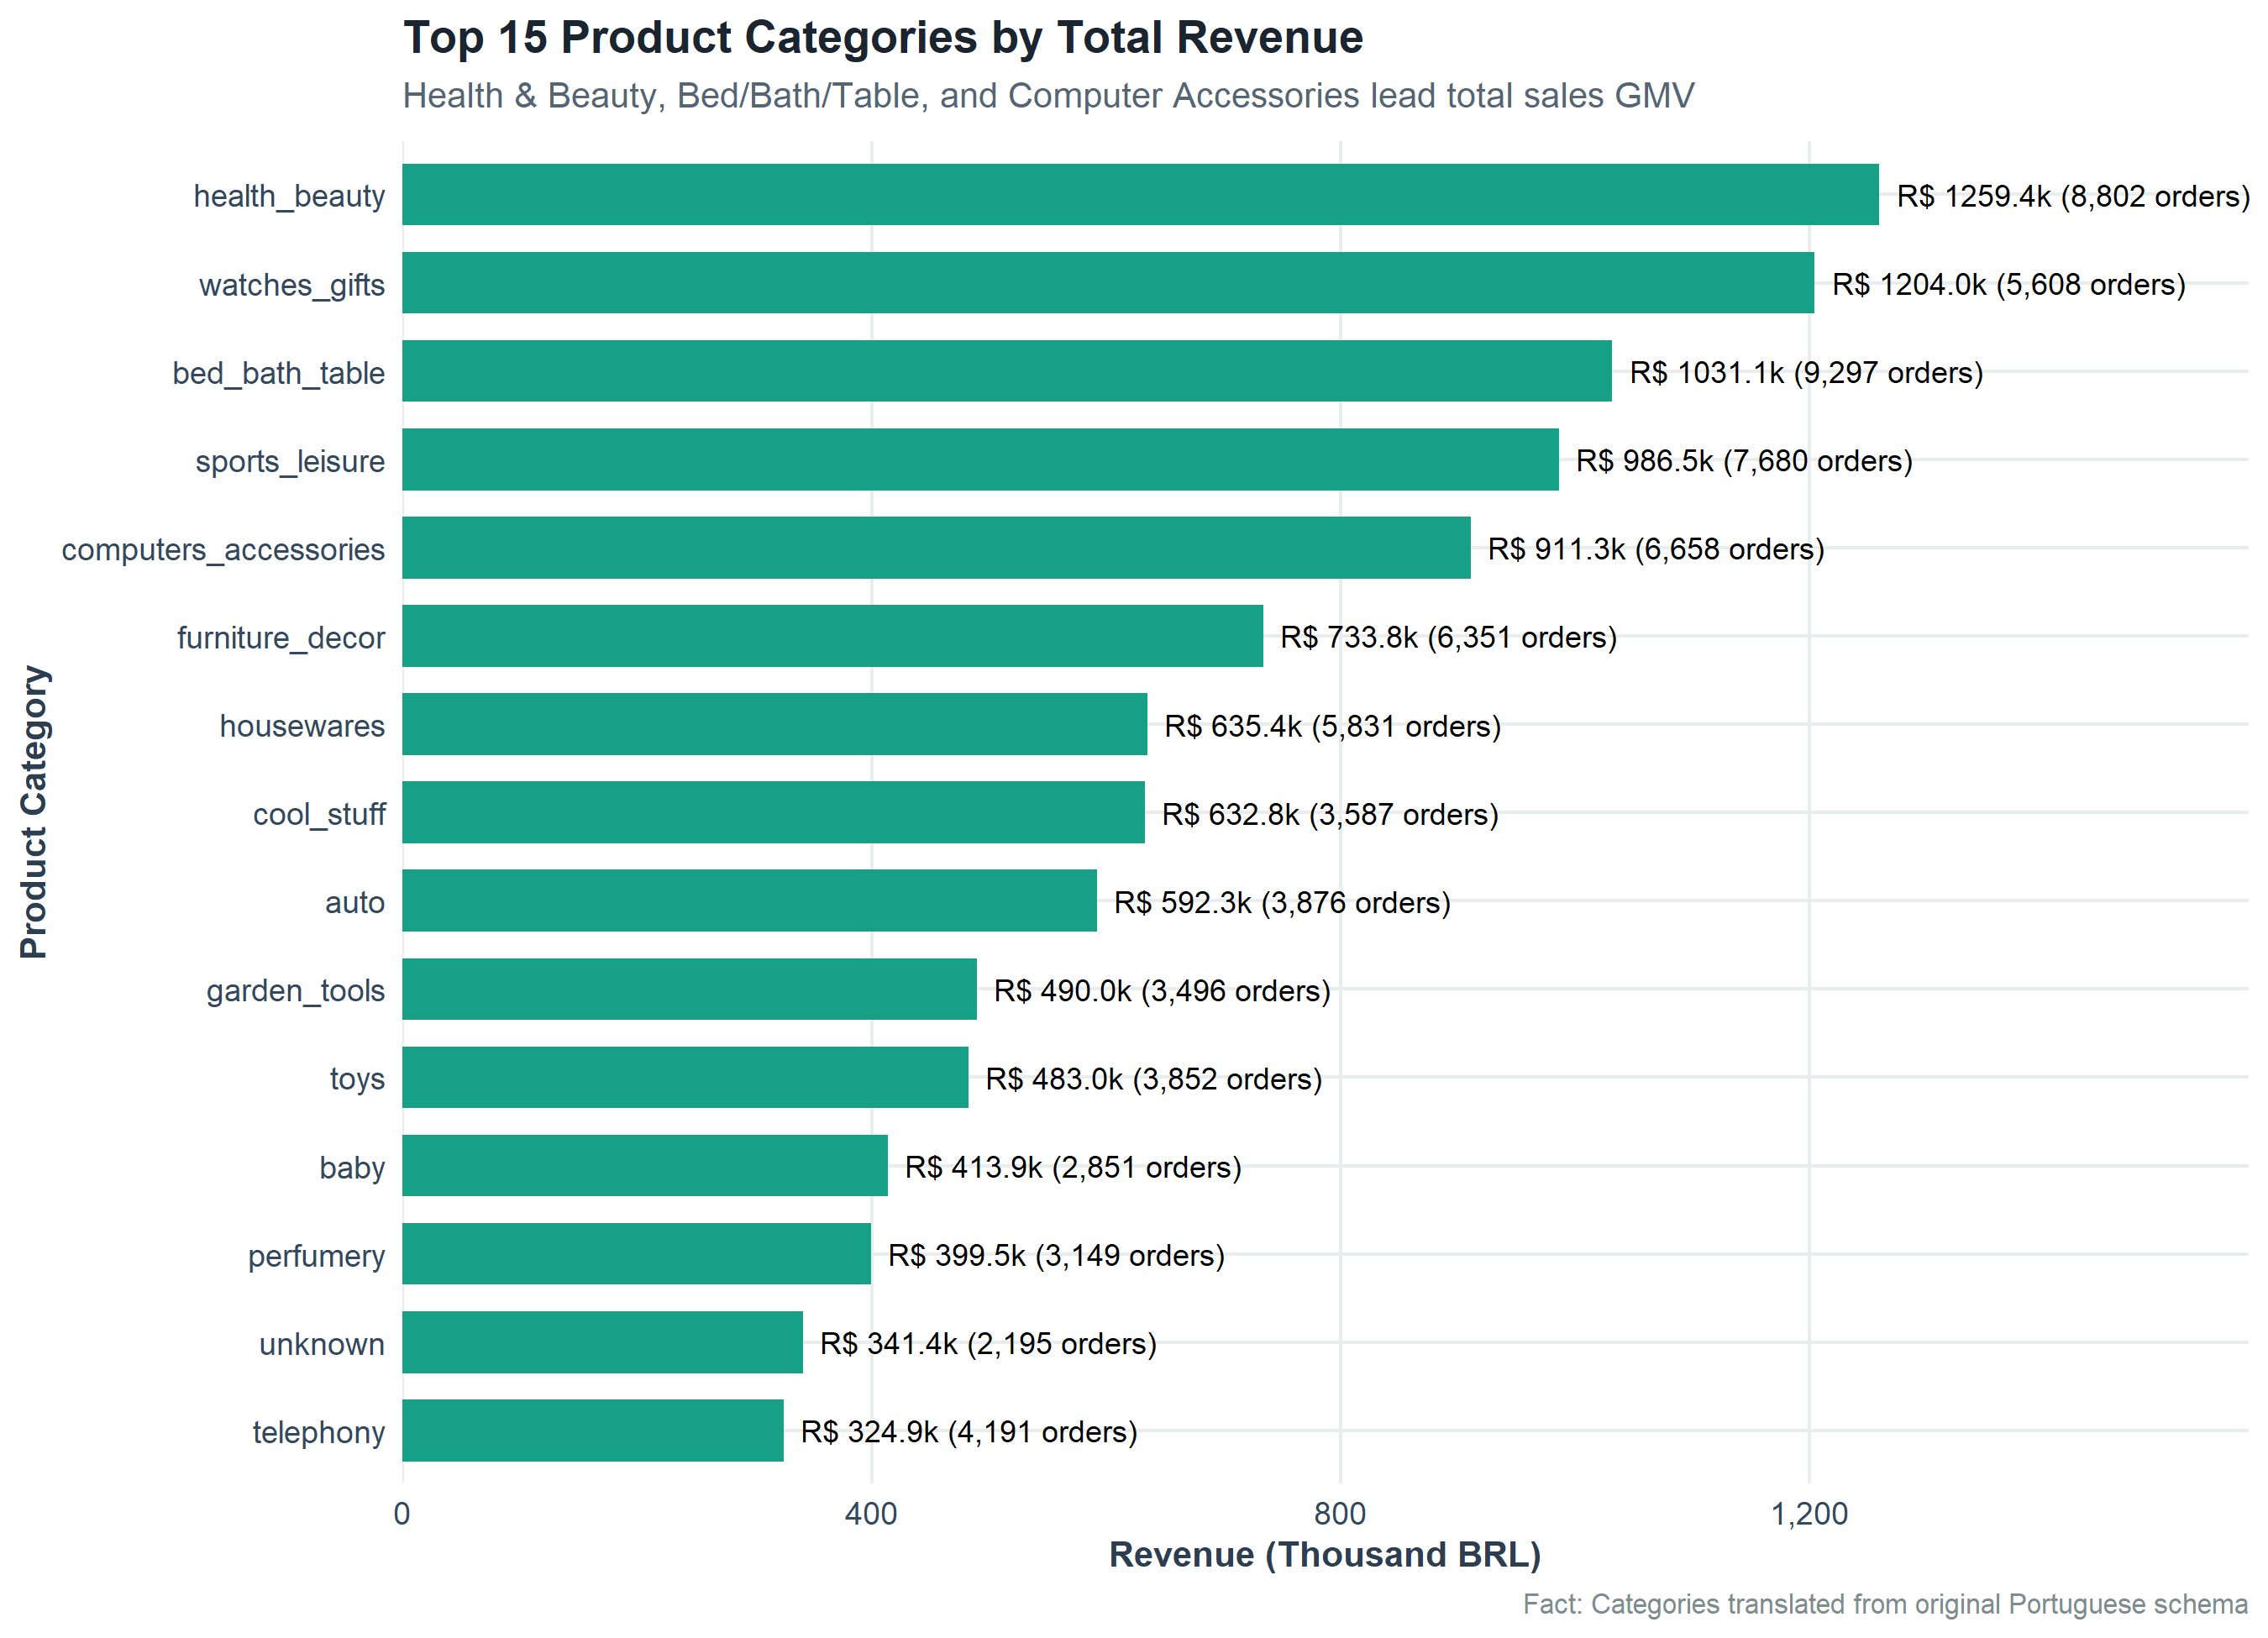 Top 15 Product Categories by Total Revenue
Health & Beauty, Bed/Bath/Table, and Computer Accessories lead total sales GMV
Product Category
health_beauty R$ 1259.4k (8,802 orders)
watches_gifts R$ 1204.0k (5,608 orders)
bed_bath_table R$ 1031.1k (9,297 orders)
sports_leisure R$ 986.5k (7,680 orders)
computers_accessories R$ 911.3k (6,658 orders)
furniture_decor R$ 733.8k (6,351 orders)
housewares R$ 635.4k (5,831 orders)
cool_stuff R$ 632.8k (3,587 orders)
auto R$ 592.3k (3,876 orders)
garden_tools R$ 490.0k (3,496 orders)
toys R$ 483.0k (3,852 orders)
baby R$ 413.9k (2,851 orders)
perfumery R$ 399.5k (3,149 orders)
unknown R$ 341.4k (2,195 orders)
telephony R$ 324.9k (4,191 orders)
0 400 800 1,200
Revenue (Thousand BRL)
Fact: Categories translated from original Portuguese schema